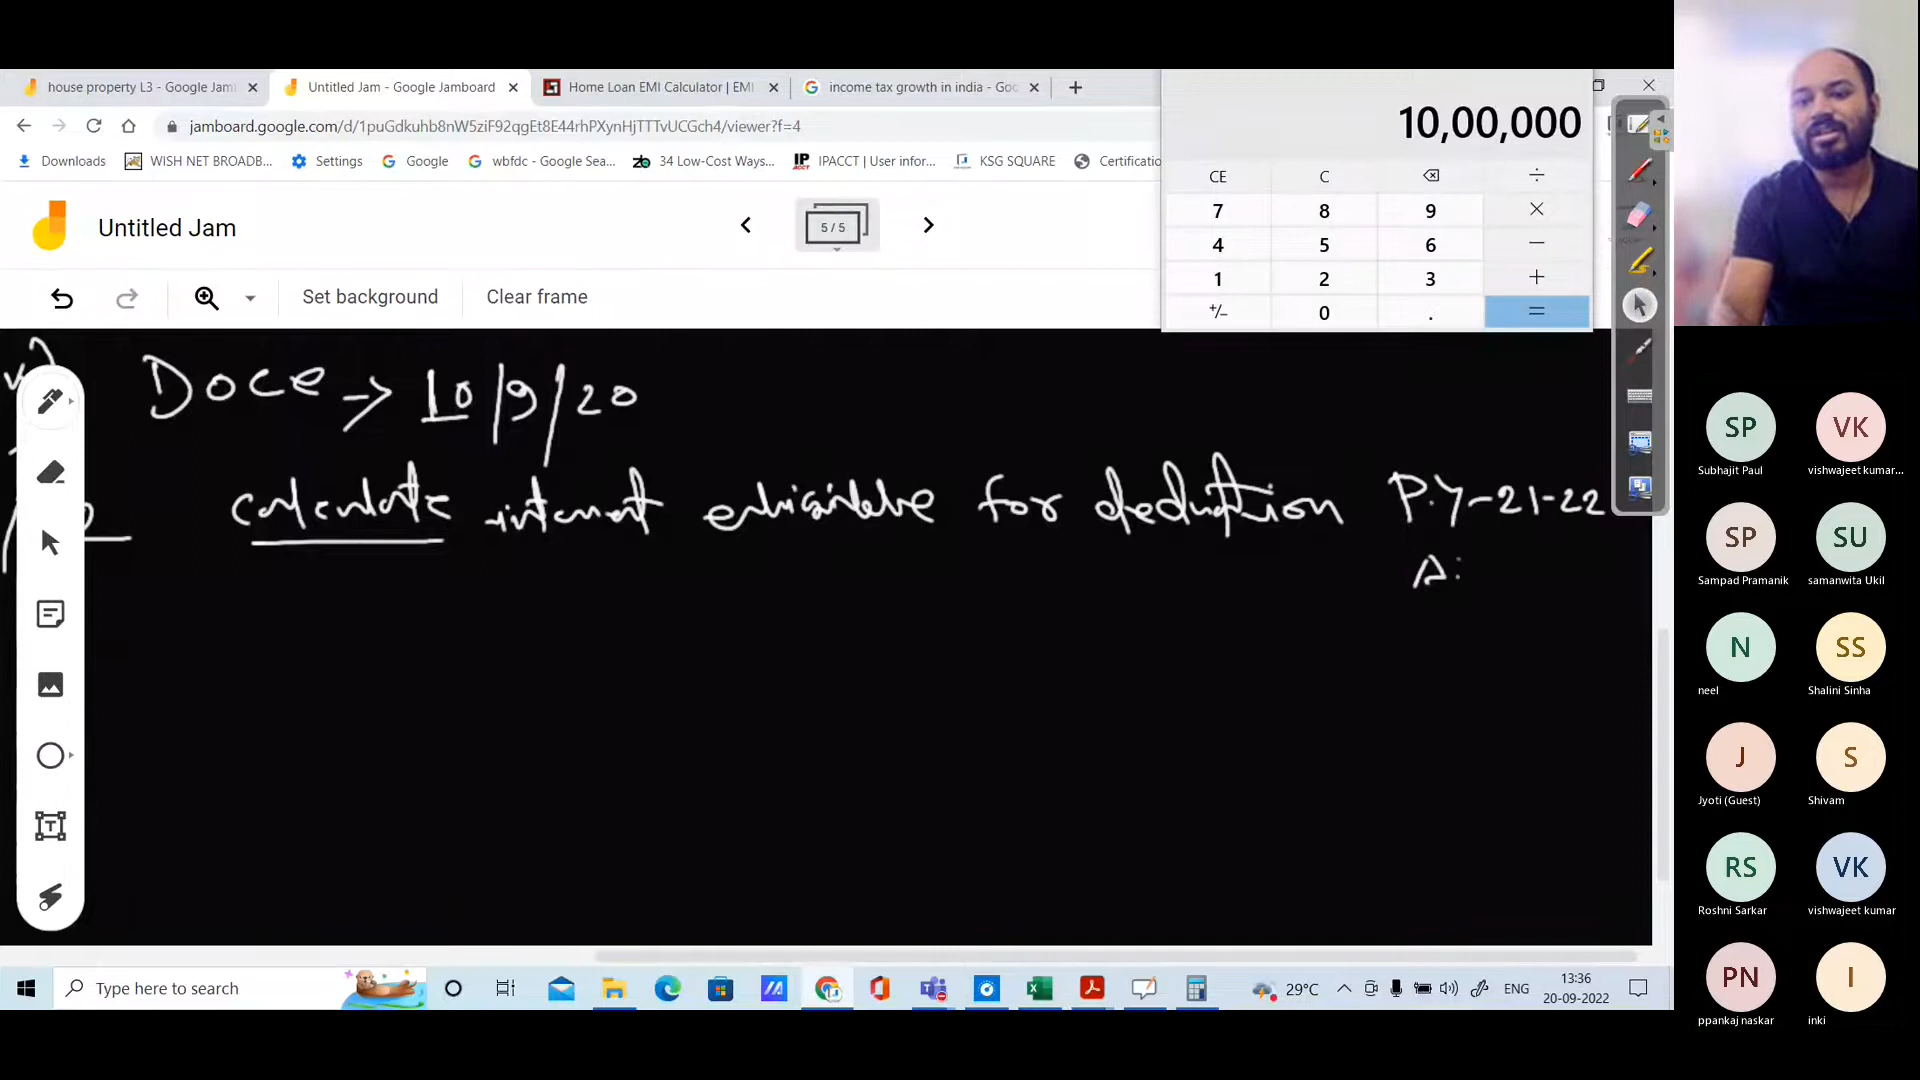 house property L3 - Google Jam
Untitled Jam - Google Jamboard
Home Loan EMI Calculator | EMI
income tax growth in india - Goo
jamboard.google.com/d/1puGdkuhb8nW5ziF92qgEt8E44rhPXynHjTTTvUCGch4/viewer?f=4
Downloads
WISH NET BROADB...
Settings
Google
wbfdc - Google Sea...
34 Low-Cost Ways...
IPACCT | User infor...
KSG SQUARE
Certificatio
10,00,000
CE C ⌫ ÷
7 8 9 ×
4 5 6 −
1 2 3 +
+/− 0 . =
Untitled Jam
5 / 5
Set background
Clear frame
DOCE → 10/9/20
calculate interest eligible for deduction P.Y-21-22
A:
Type here to search
29°C
ENG
13:36
20-09-2022
SP
Subhajit Paul
VK
vishwajeet kumar...
SP
Sampad Pramanik
SU
samanwita Ukil
N
neel
SS
Shalini Sinha
J
Jyoti (Guest)
S
Shivam
RS
Roshni Sarkar
VK
vishwajeet kumar
PN
ppankaj naskar
I
inki